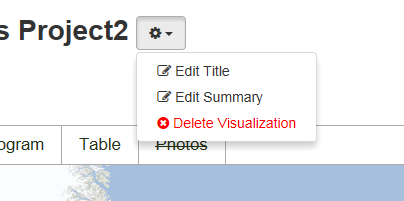 s Project2
Edit Title
Edit Summary
Delete Visualization
ogram Table Photos